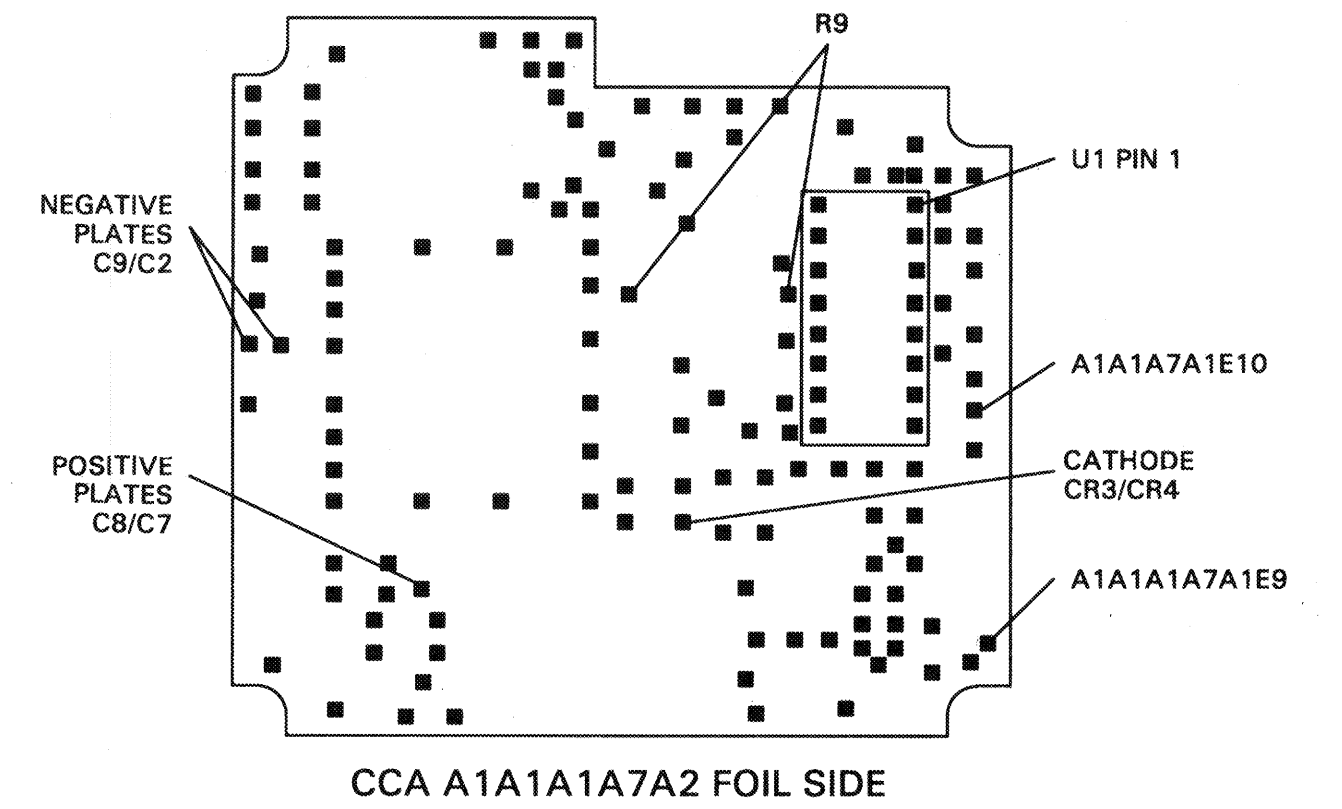 R9
U1 PIN 1
NEGATIVE
PLATES
C9/C2
A1A1A7A1E10
POSITIVE
PLATES
C8/C7
CATHODE
CR3/CR4
A1A1A1A7A1E9
CCA A1A1A1A7A2 FOIL SIDE